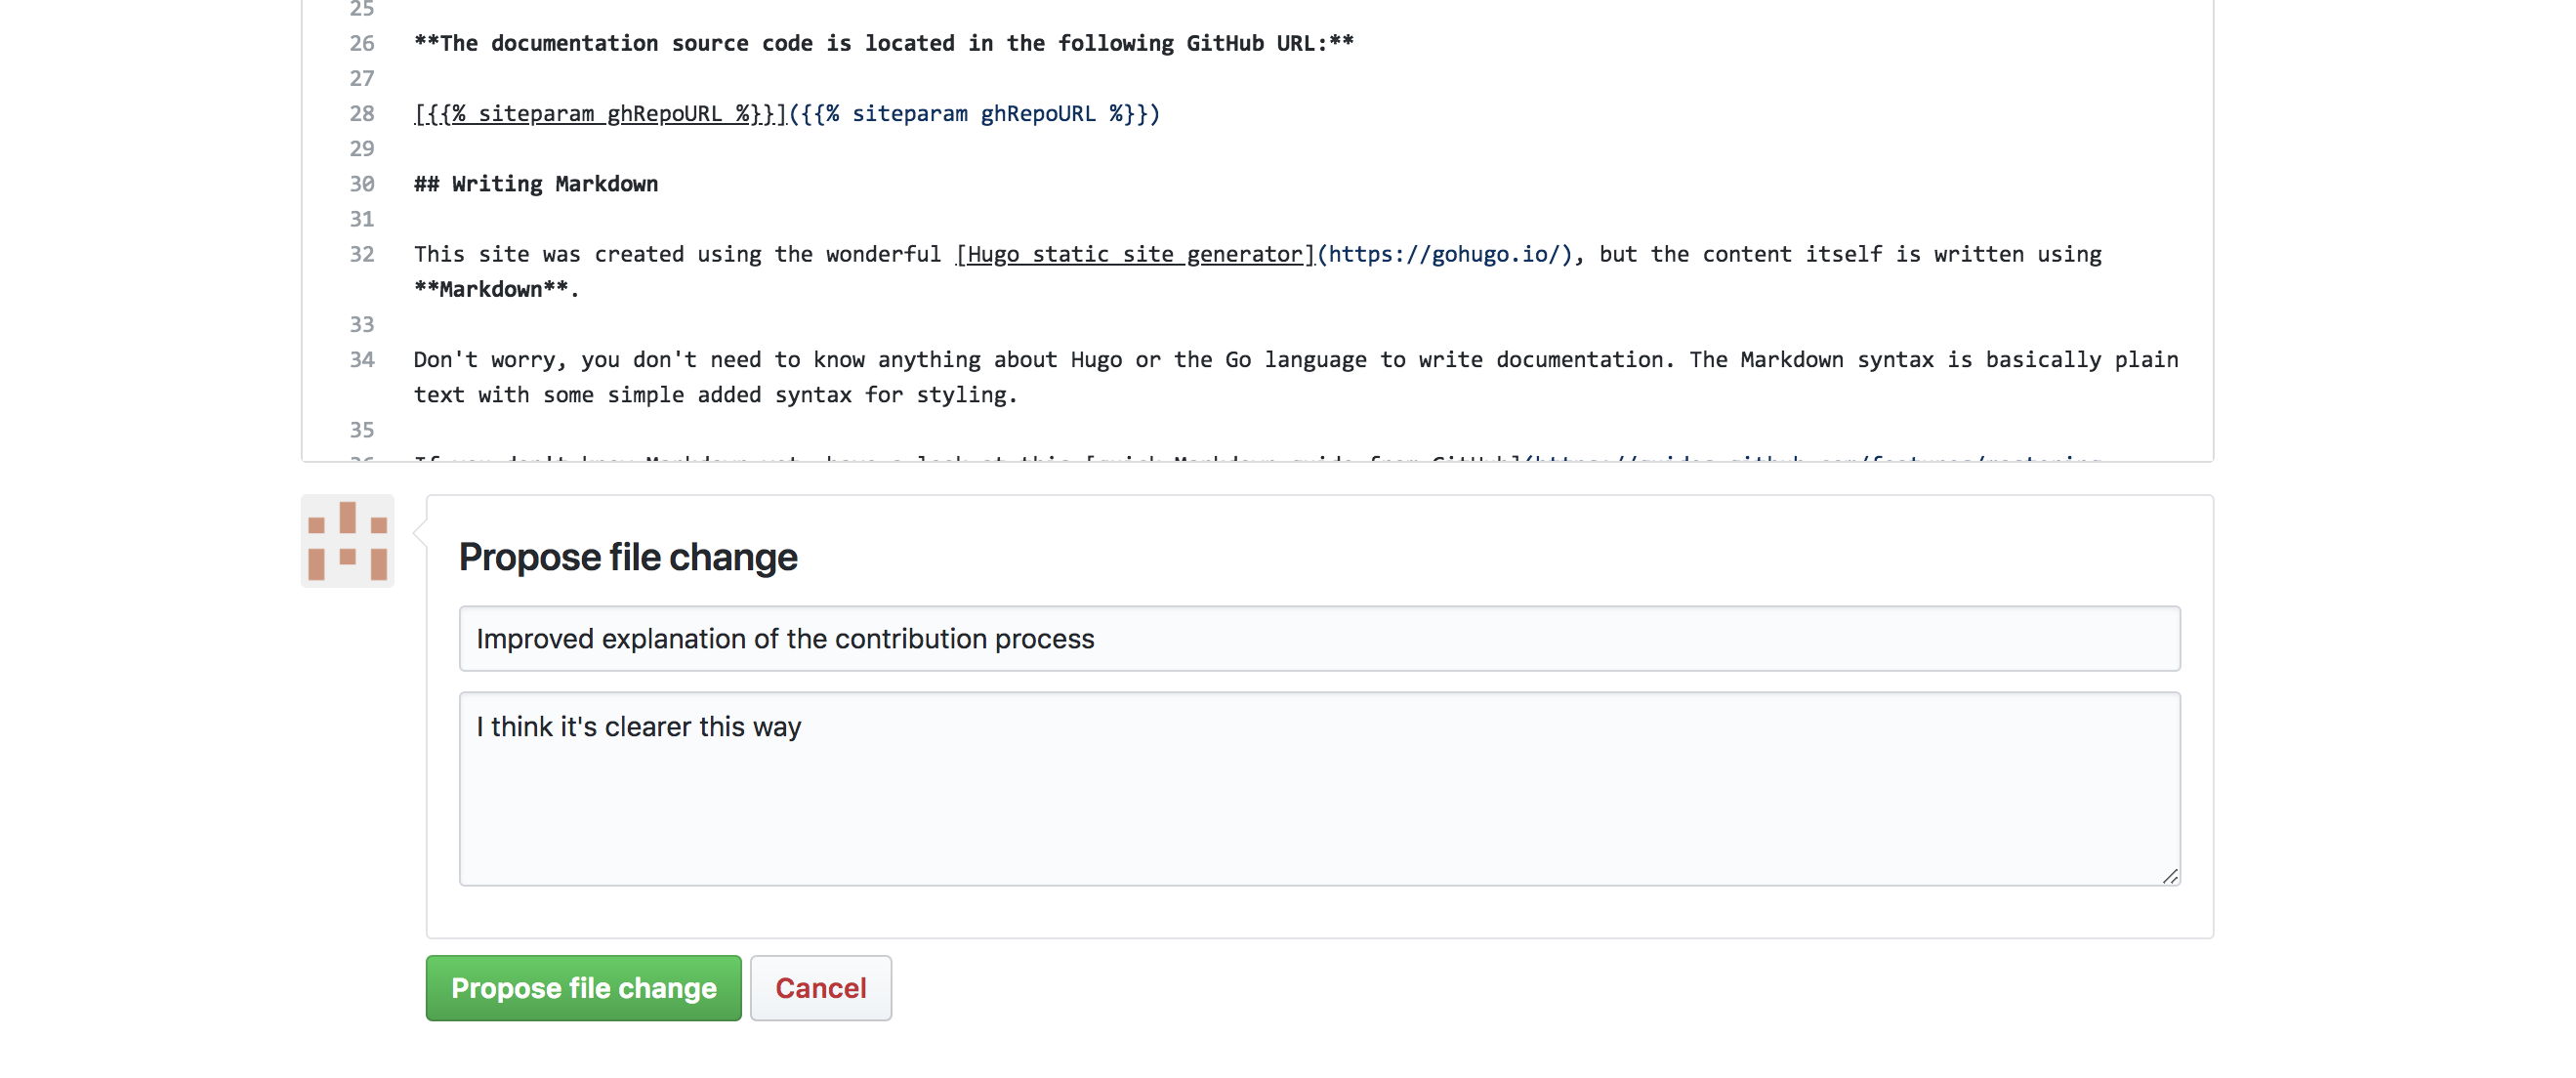 25
26 **The documentation source code is located in the following GitHub URL:**
27
28 [{{% siteparam ghRepoURL %}}]({{% siteparam ghRepoURL %}})
29
30 ## Writing Markdown
31
32 This site was created using the wonderful [Hugo static site generator](https://gohugo.io/), but the content itself is written using
**Markdown**.
33
34 Don't worry, you don't need to know anything about Hugo or the Go language to write documentation. The Markdown syntax is basically plain
text with some simple added syntax for styling.
35
Propose file change
Improved explanation of the contribution process
I think it's clearer this way
Propose file change Cancel